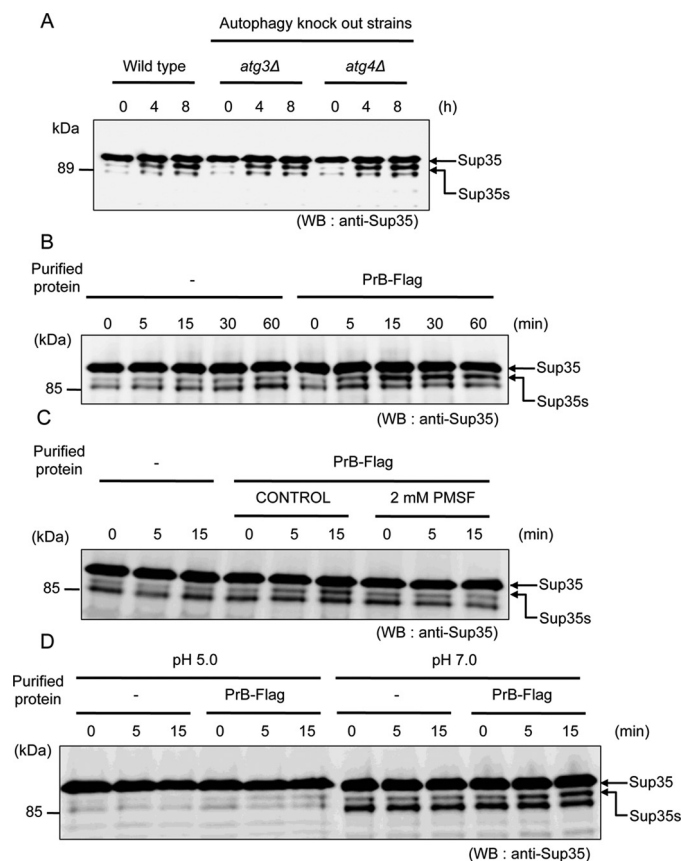 A
Autophagy knock out strains
Wild type atg3Δ atg4Δ
0 4 8 0 4 8 0 4 8 (h)
kDa
89
Sup35
Sup35s
(WB : anti-Sup35)
B
Purified protein
- PrB-Flag
0 5 15 30 60 0 5 15 30 60 (min)
(kDa)
85
Sup35
Sup35s
(WB : anti-Sup35)
C
Purified protein
- PrB-Flag
CONTROL 2 mM PMSF
0 5 15 0 5 15 0 5 15 (min)
(kDa)
85
Sup35
Sup35s
(WB : anti-Sup35)
D
pH 5.0 pH 7.0
Purified protein
- PrB-Flag - PrB-Flag
0 5 15 0 5 15 0 5 15 0 5 15 (min)
(kDa)
85
Sup35
Sup35s
(WB : anti-Sup35)